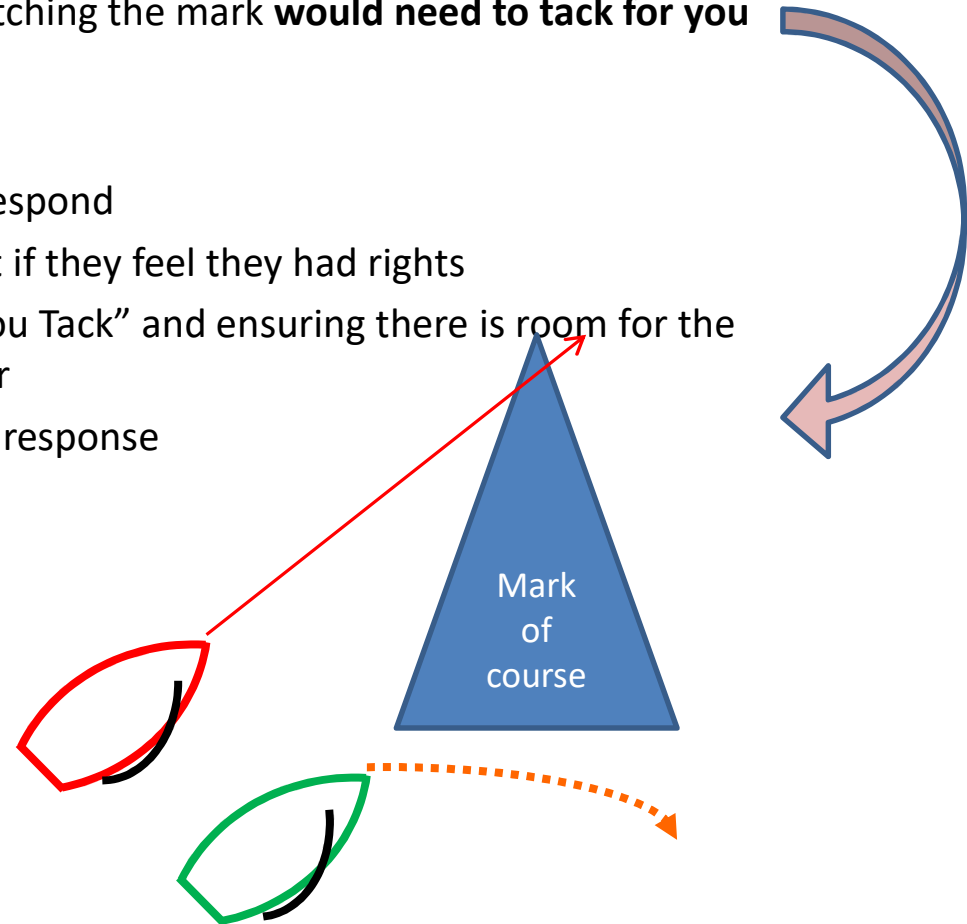 tching the mark would need to tack for you
espond
if they feel they had rights
ou Tack” and ensuring there is room for the
r
response
Mark
of
course